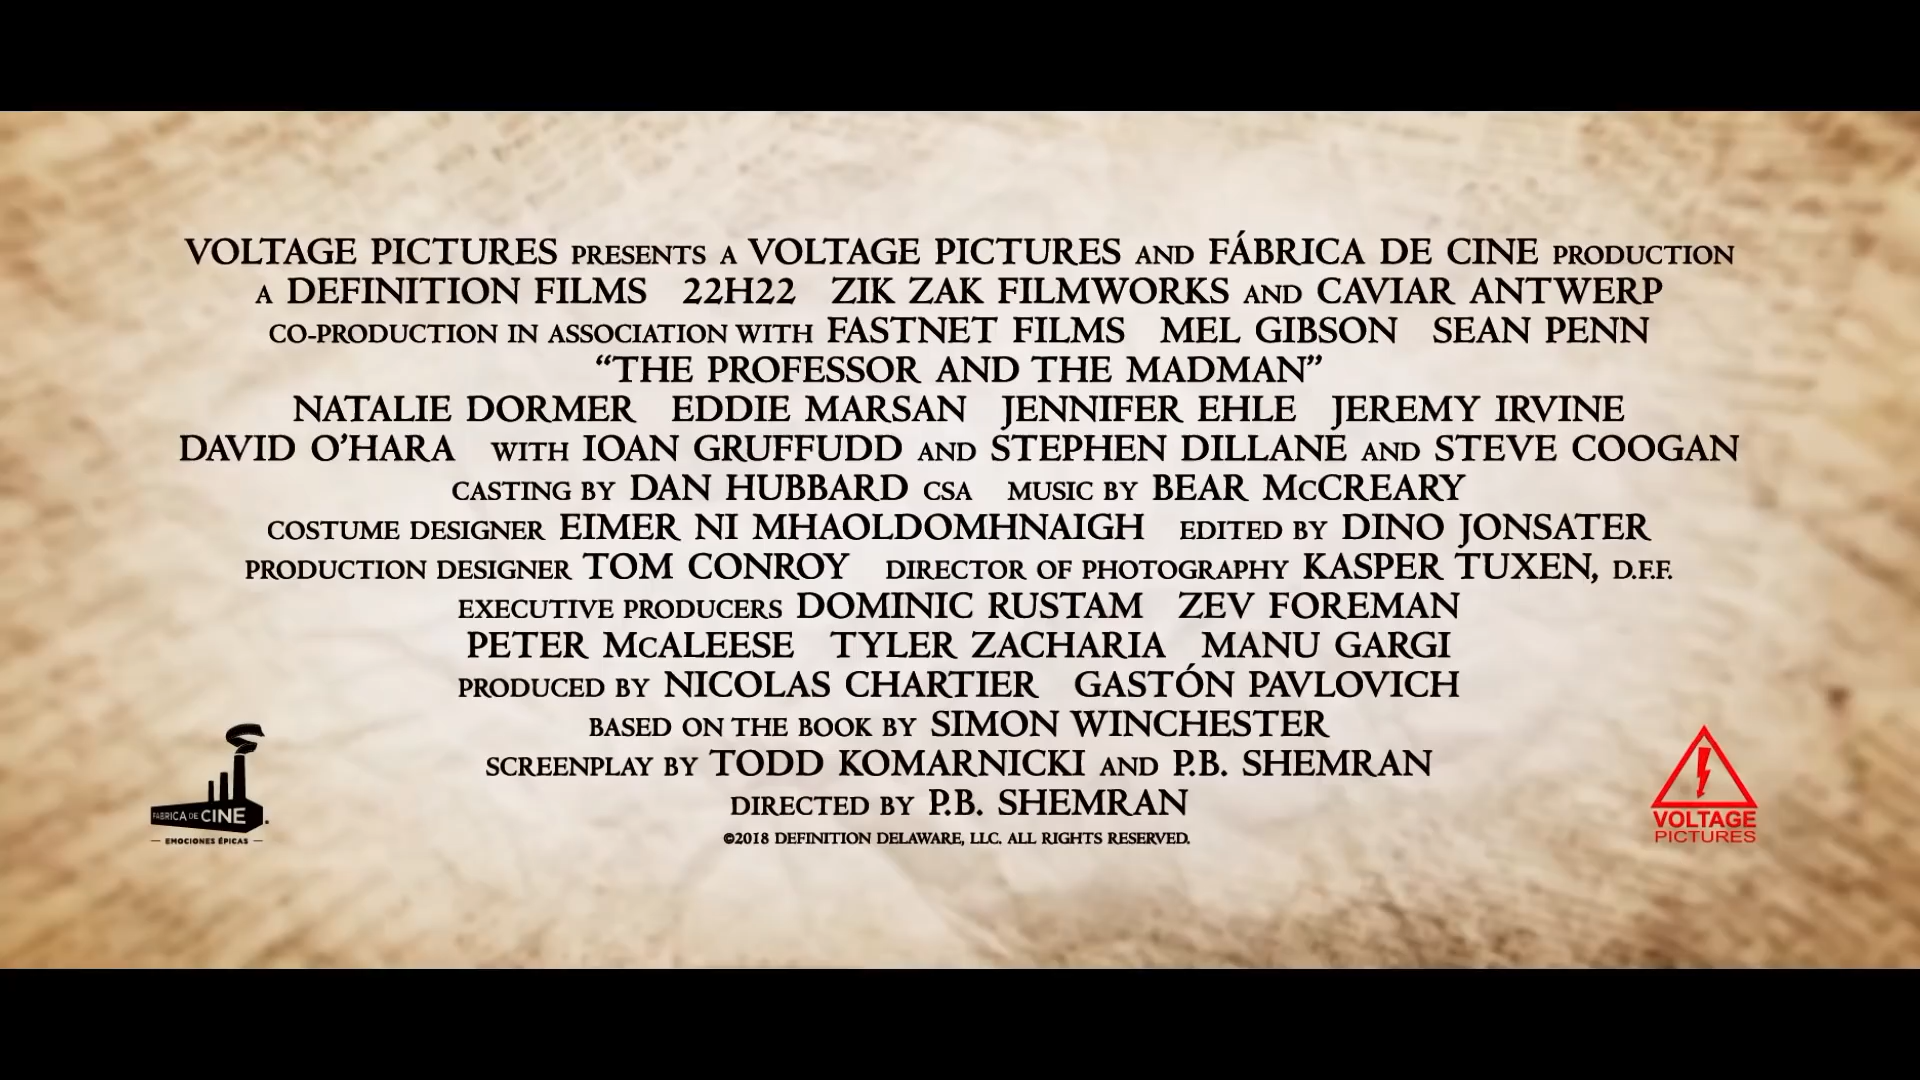 VOLTAGE PICTURES PRESENTS A VOLTAGE PICTURES AND FÁBRICA DE CINE PRODUCTION
A DEFINITION FILMS 22H22 ZIK ZAK FILMWORKS AND CAVIAR ANTWERP
CO-PRODUCTION IN ASSOCIATION WITH FASTNET FILMS MEL GIBSON SEAN PENN
“THE PROFESSOR AND THE MADMAN”
NATALIE DORMER EDDIE MARSAN JENNIFER EHLE JEREMY IRVINE
DAVID O’HARA WITH IOAN GRUFFUDD AND STEPHEN DILLANE AND STEVE COOGAN
CASTING BY DAN HUBBARD CSA MUSIC BY BEAR McCREARY
COSTUME DESIGNER EIMER NI MHAOLDOMHNAIGH EDITED BY DINO JONSATER
PRODUCTION DESIGNER TOM CONROY DIRECTOR OF PHOTOGRAPHY KASPER TUXEN, D.F.F.
EXECUTIVE PRODUCERS DOMINIC RUSTAM ZEV FOREMAN
PETER McALEESE TYLER ZACHARIA MANU GARGI
PRODUCED BY NICOLAS CHARTIER GASTÓN PAVLOVICH
BASED ON THE BOOK BY SIMON WINCHESTER
SCREENPLAY BY TODD KOMARNICKI AND P.B. SHEMRAN
DIRECTED BY P.B. SHEMRAN
©2018 DEFINITION DELAWARE, LLC. ALL RIGHTS RESERVED.
FABRICA DE CINE
EMOCIONES ÉPICAS
VOLTAGE
PICTURES